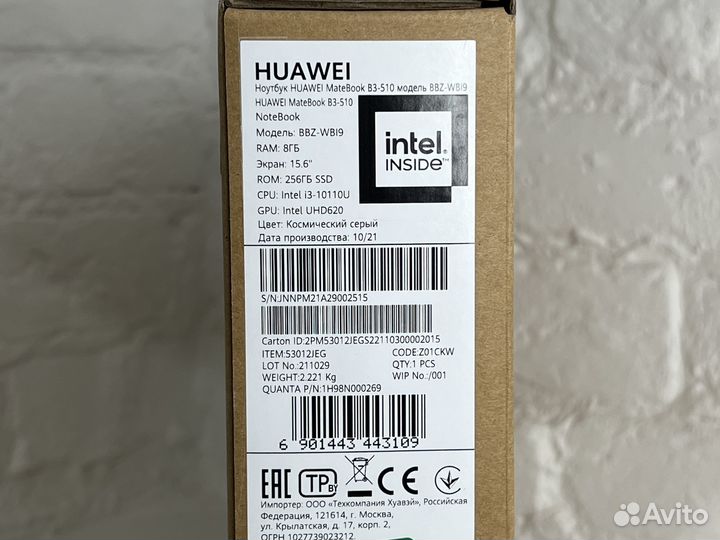 HUAWEI
Ноутбук HUAWEI MateBook B3-510 модель BBZ-WBI9
HUAWEI MateBook B3-510
NoteBook
Модель: BBZ-WBI9
RAM: 8ГБ
Экран: 15.6"
ROM: 256ГБ SSD
CPU: Intel i3-10110U
GPU: Intel UHD620
Цвет: Космический серый
Дата производства: 10/21
intel.
INSIDE™
S/N:JNNPM21A29002515
Carton ID:2PM53012JEGS22110300002015
ITEM:53012JEG CODE:Z01CKW
LOT No.:211029 QTY:1 PCS
WEIGHT:2.221 Kg WIP No.:/001
QUANTA P/N:1H98N000269
6 901443 443109
EAC TP BY CE
Импортер: ООО «Техкомпания Хуавэй», Российская
Федерация, 121614, г. Москва,
ул. Крылатская, д. 17, корп. 2,
ОГРН 1027739023212
Avito